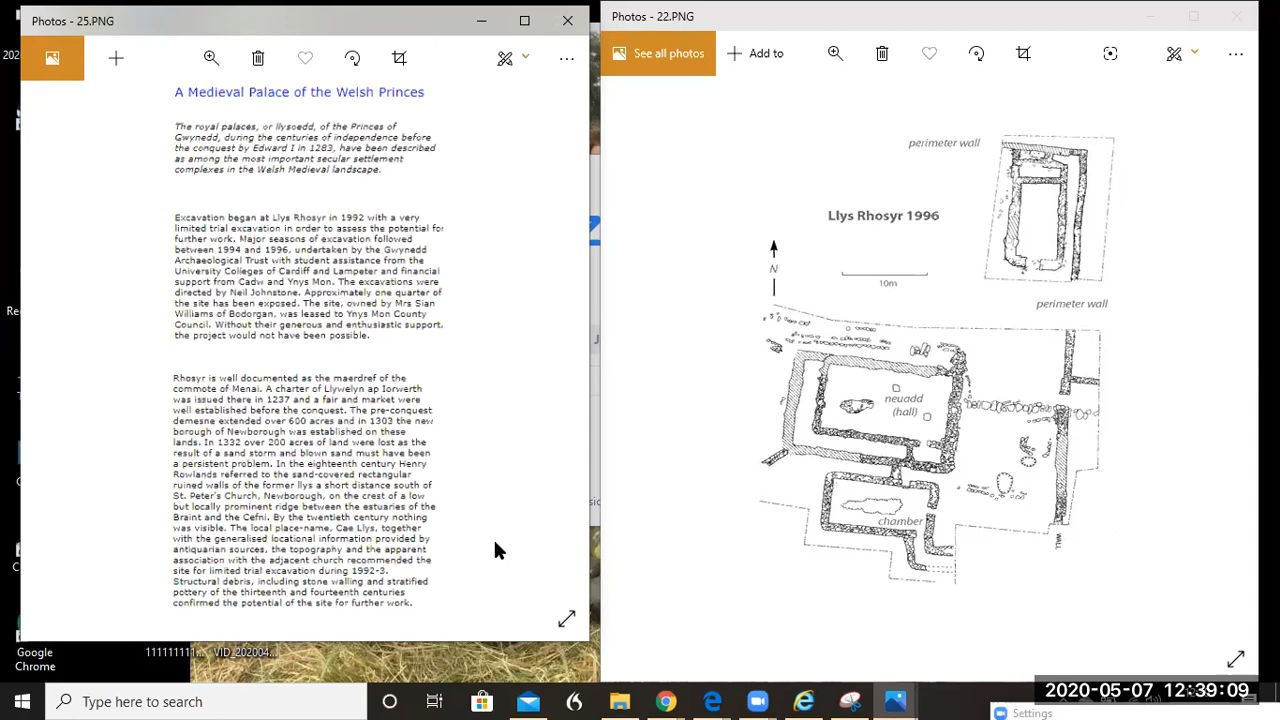 Photos - 25.PNG
A Medieval Palace of the Welsh Princes
The royal palaces, or llysoedd, of the Princes of
Gwynedd, during the centuries of independence before
the conquest by Edward I in 1283, have been described
as among the most important secular settlement
complexes in the Welsh Medieval landscape.
Excavation began at Llys Rhosyr in 1992 with a very
limited trial excavation in order to assess the potential for
further work. Major seasons of excavation followed
between 1994 and 1996, undertaken by the Gwynedd
Archaeological Trust with student assistance from the
University Colleges of Cardiff and Lampeter and financial
support from Cadw and Ynys Mon. The excavations were
directed by Neil Johnstone. Approximately one quarter of
the site has been exposed. The site, owned by Mrs Sian
Williams of Bodorgan, was leased to Ynys Mon County
Council. Without their generous and enthusiastic support,
the project would not have been possible.
Rhosyr is well documented as the maerdref of the
commote of Menai. A charter of Llywelyn ap Iorwerth
was issued there in 1237 and a fair and market were
well established before the conquest. The pre-conquest
demesne extended over 600 acres and in 1303 the new
borough of Newborough was established on these
lands. In 1332 over 200 acres of land were lost as the
result of a sand storm and blown sand must have been
a persistent problem. In the eighteenth century Henry
Rowlands referred to the sand-covered rectangular
ruined walls of the former llys a short distance south of
St. Peter's Church, Newborough, on the crest of a low
but locally prominent ridge between the estuaries of the
Braint and the Cefni. By the twentieth century nothing
was visible. The local place-name, Cae Llys, together
with the generalised locational information provided by
antiquarian sources, the topography and the apparent
association with the adjacent church recommended the
site for limited trial excavation during 1992-3.
Structural debris, including stone walling and stratified
pottery of the thirteenth and fourteenth centuries
confirmed the potential of the site for further work.
Photos - 22.PNG
See all photos
Add to
perimeter wall
Llys Rhosyr 1996
N
10m
perimeter wall
neuadd
(hall)
chamber
WALL
Google
Chrome
111111111...
VID_202004...
Type here to search
2020-05-07 12:39:09
Settings